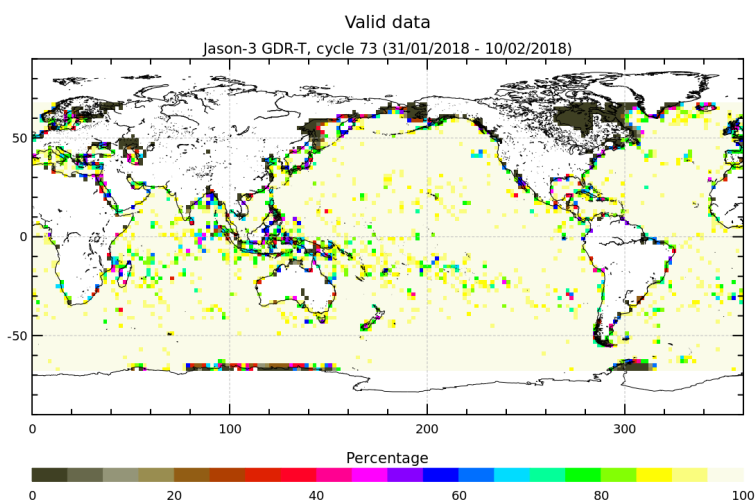 Valid data
Jason-3 GDR-T, cycle 73 (31/01/2018 - 10/02/2018)
50
0
-50
0 100 200 300
Percentage
0 20 40 60 80 100